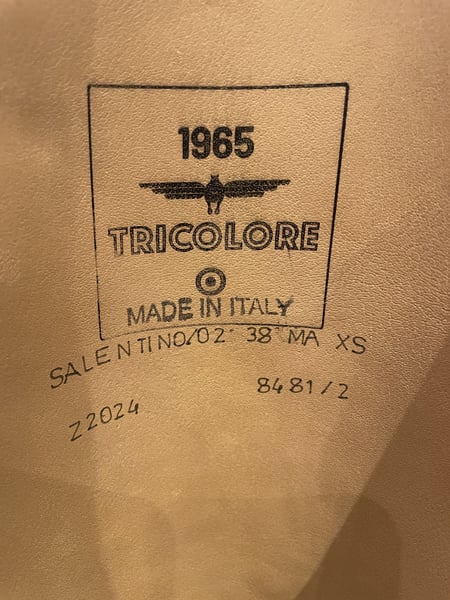 1965
TRICOLORE
MADE IN ITALY
SALENTINO/02 38 MA XS
8481/2
Z2024